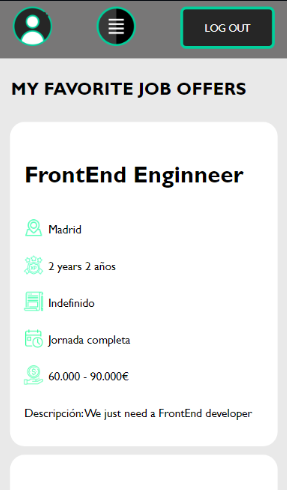 LOG OUT
MY FAVORITE JOB OFFERS
FrontEnd Enginneer
Madrid
2 years 2 años
Indefinido
Jornada completa
60.000 - 90.000€
Descripción: We just need a FrontEnd developer